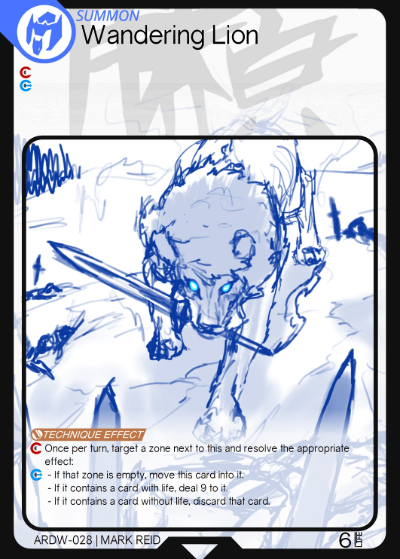 SUMMON
Wandering Lion
C
C
TECHNIQUE EFFECT
C Once per turn, target a zone next to this and resolve the appropriate
effect:
C - If that zone is empty, move this card into it.
- If it contains a card with life, deal 9 to it.
- If it contains a card without life, discard that card.
ARDW-028 | MARK REID
6 LIFE